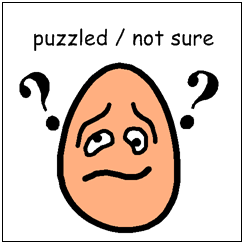 puzzled / not sure
? ?